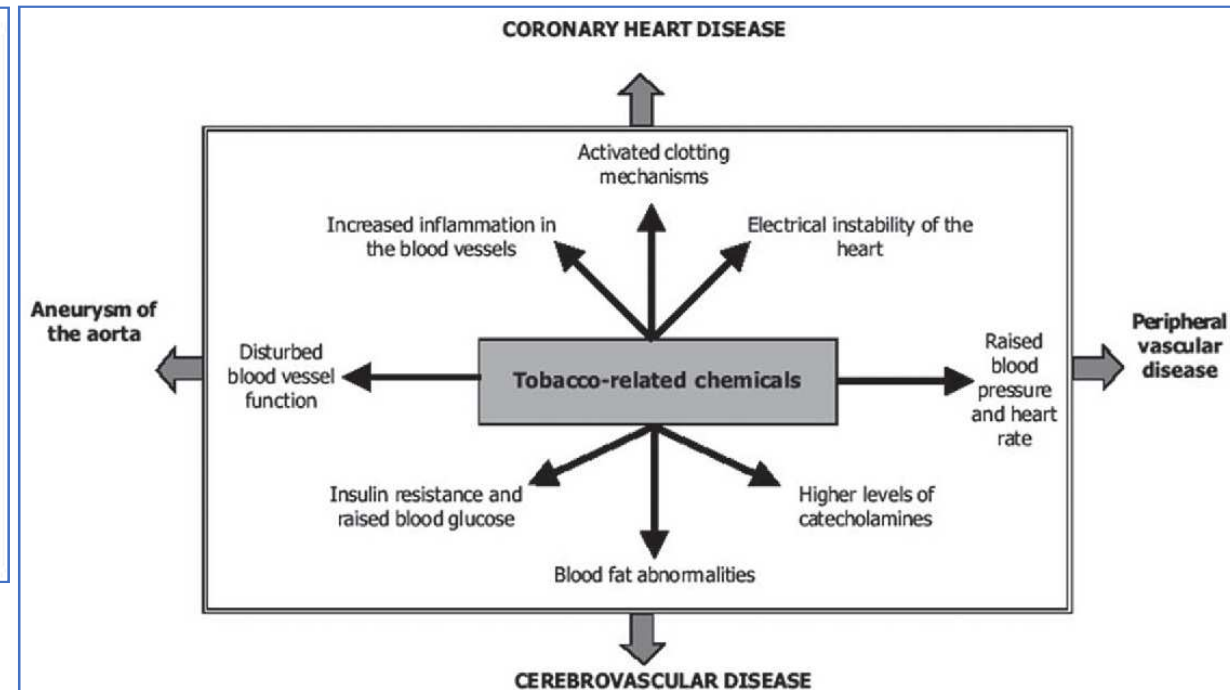 CORONARY HEART DISEASE
Activated clotting
mechanisms
Increased inflammation in
the blood vessels
Electrical instability of the
heart
Aneurysm of
the aorta
Disturbed
blood vessel
function
Tobacco-related chemicals
Raised
blood
pressure
and heart
rate
Peripheral
vascular
disease
Insulin resistance and
raised blood glucose
Higher levels of
catecholamines
Blood fat abnormalities
CEREBROVASCULAR DISEASE